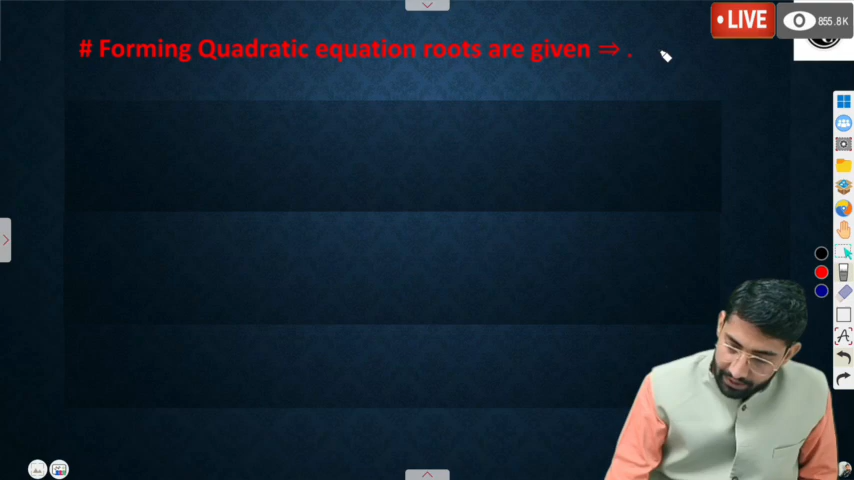 • LIVE
855.8K
# Forming Quadratic equation roots are given ⇒ .
A